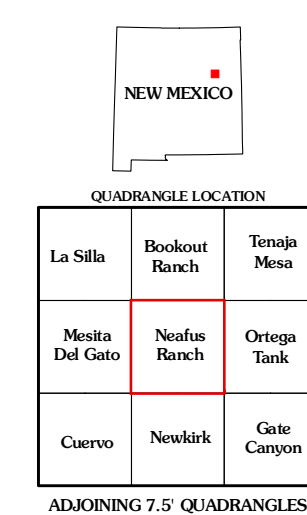 NEW MEXICO
QUADRANGLE LOCATION
La Silla
Bookout
Ranch
Tenaja
Mesa
Mesita
Del Gato
Neafus
Ranch
Ortega
Tank
Cuervo
Newkirk
Gate
Canyon
ADJOINING 7.5' QUADRANGLES